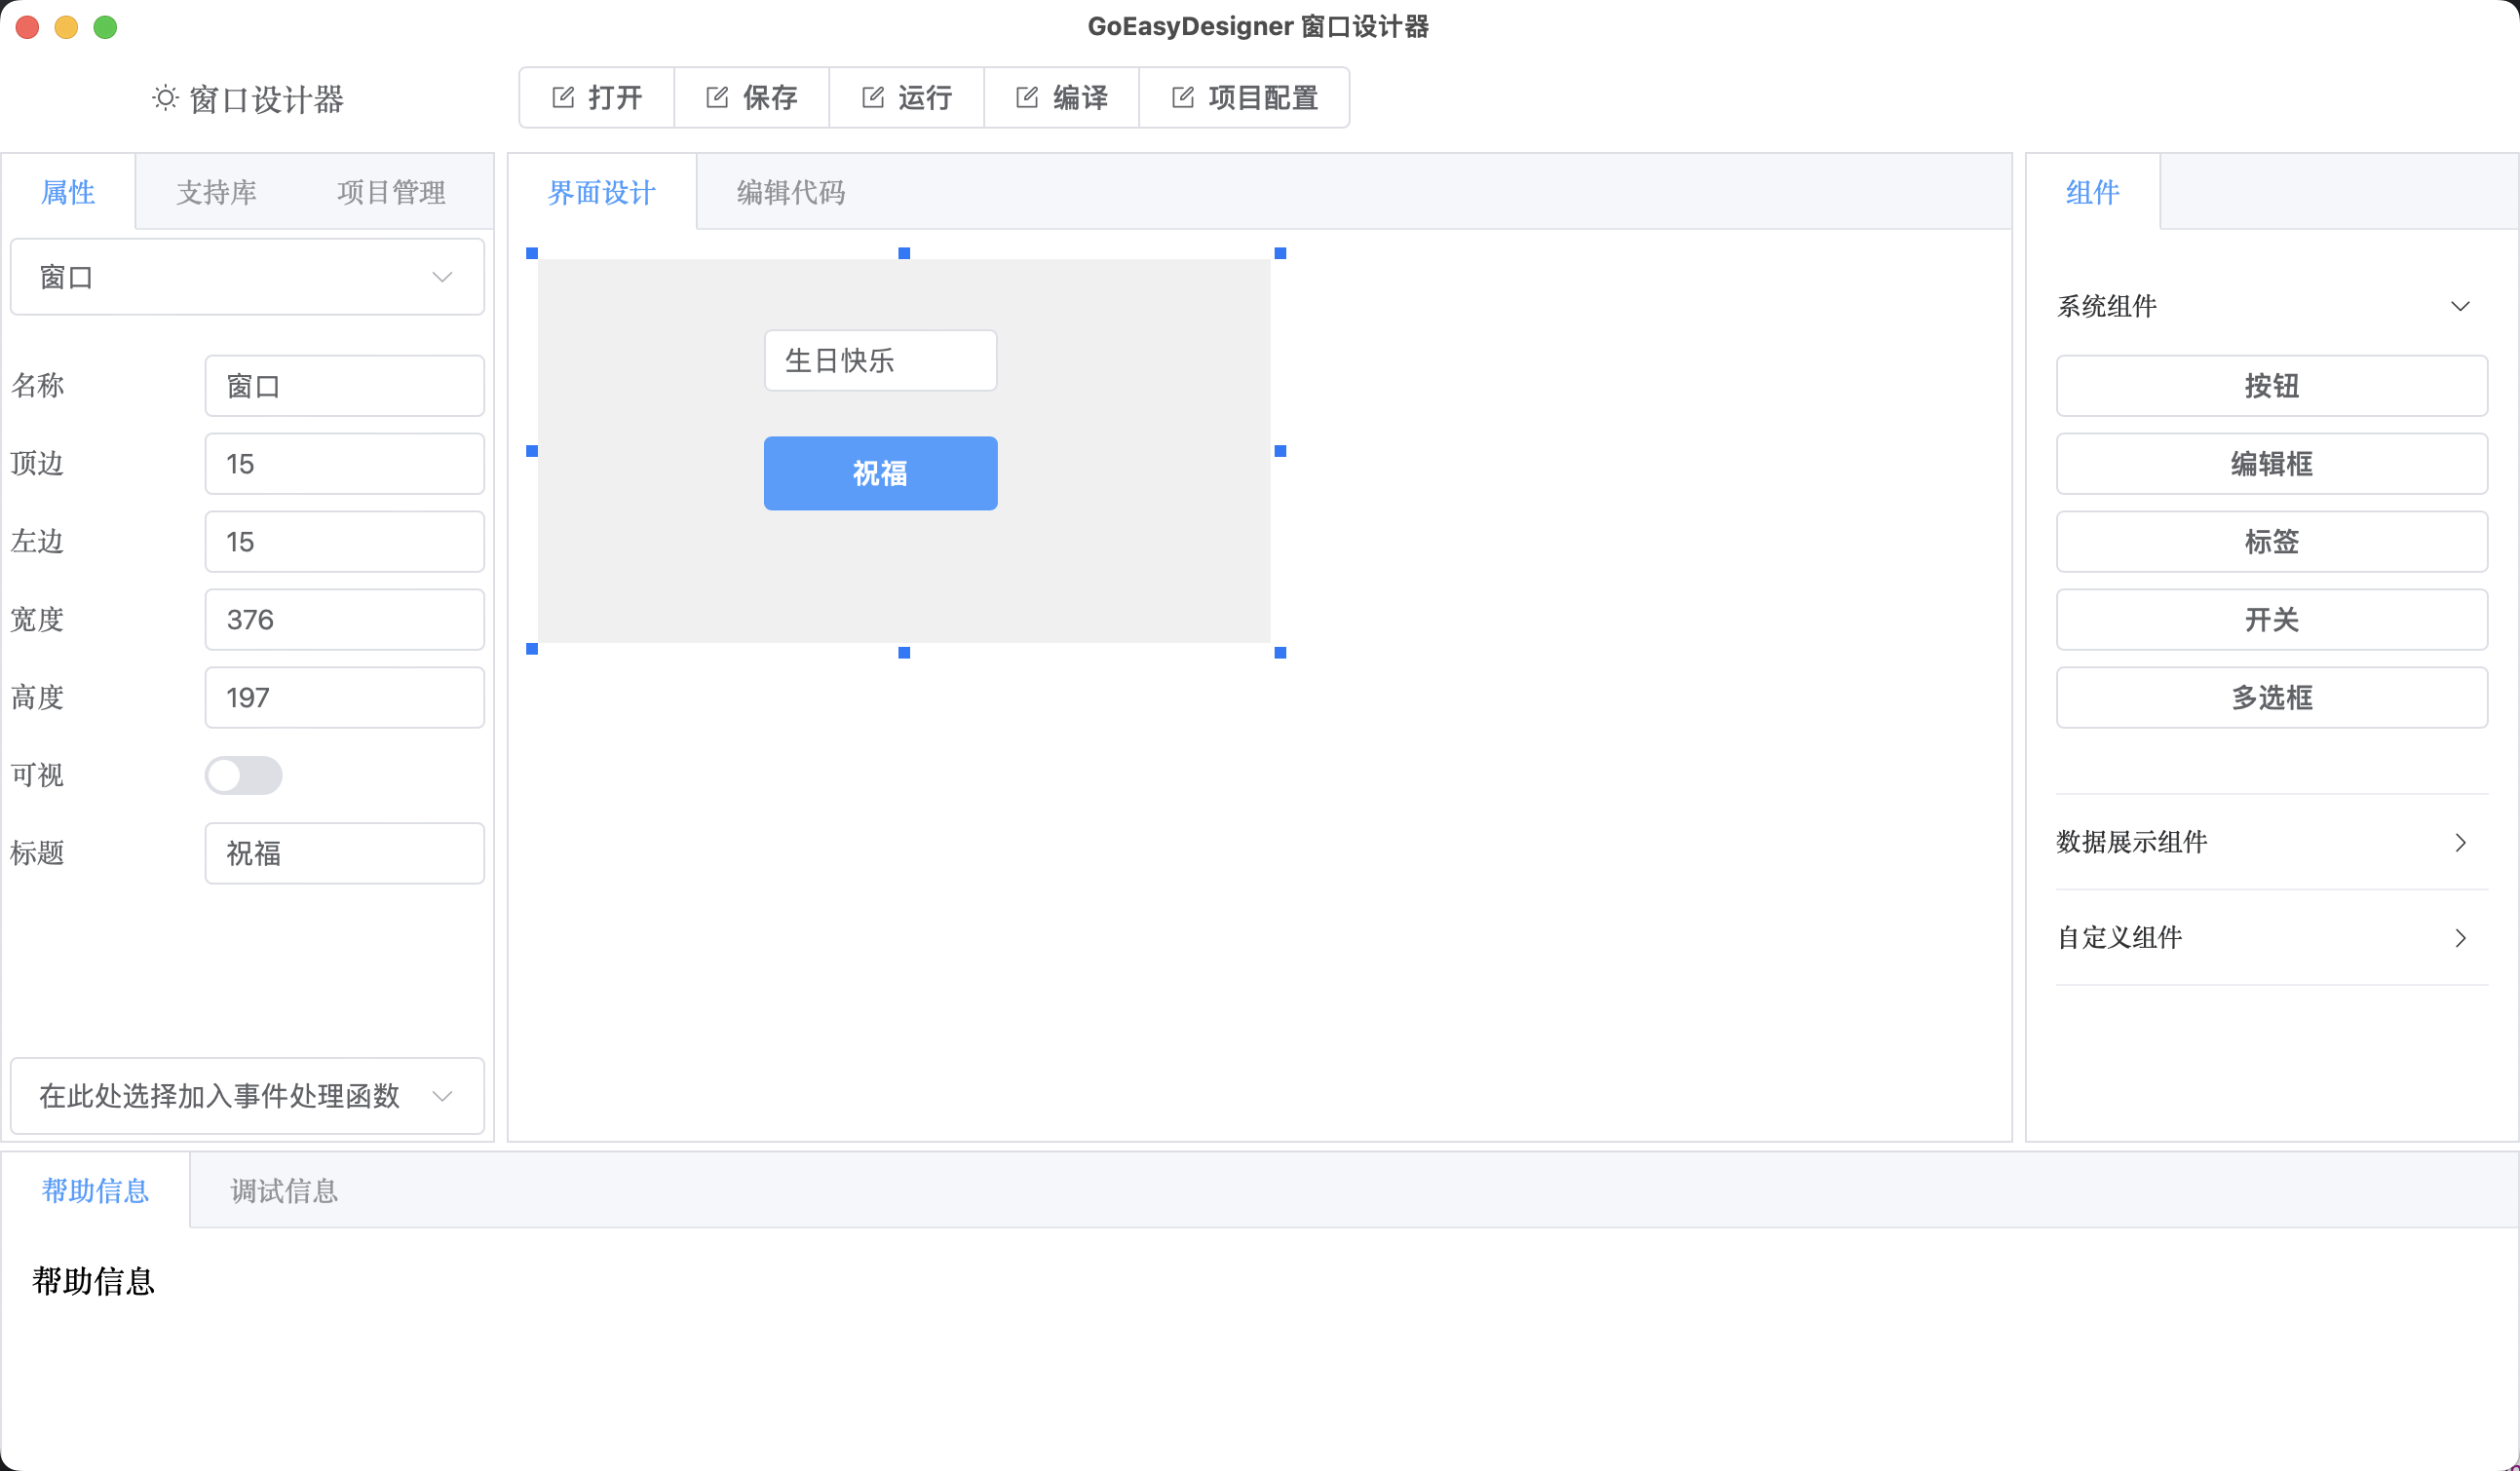 GoEasyDesigner 窗口设计器
窗口设计器
打开
保存
运行
编译
项目配置
属性
支持库
项目管理
窗口
名称
窗口
顶边
15
左边
15
宽度
376
高度
197
可视
标题
祝福
在此处选择加入事件处理函数
界面设计
编辑代码
生日快乐
祝福
组件
系统组件
按钮
编辑框
标签
开关
多选框
数据展示组件
自定义组件
帮助信息
调试信息
帮助信息